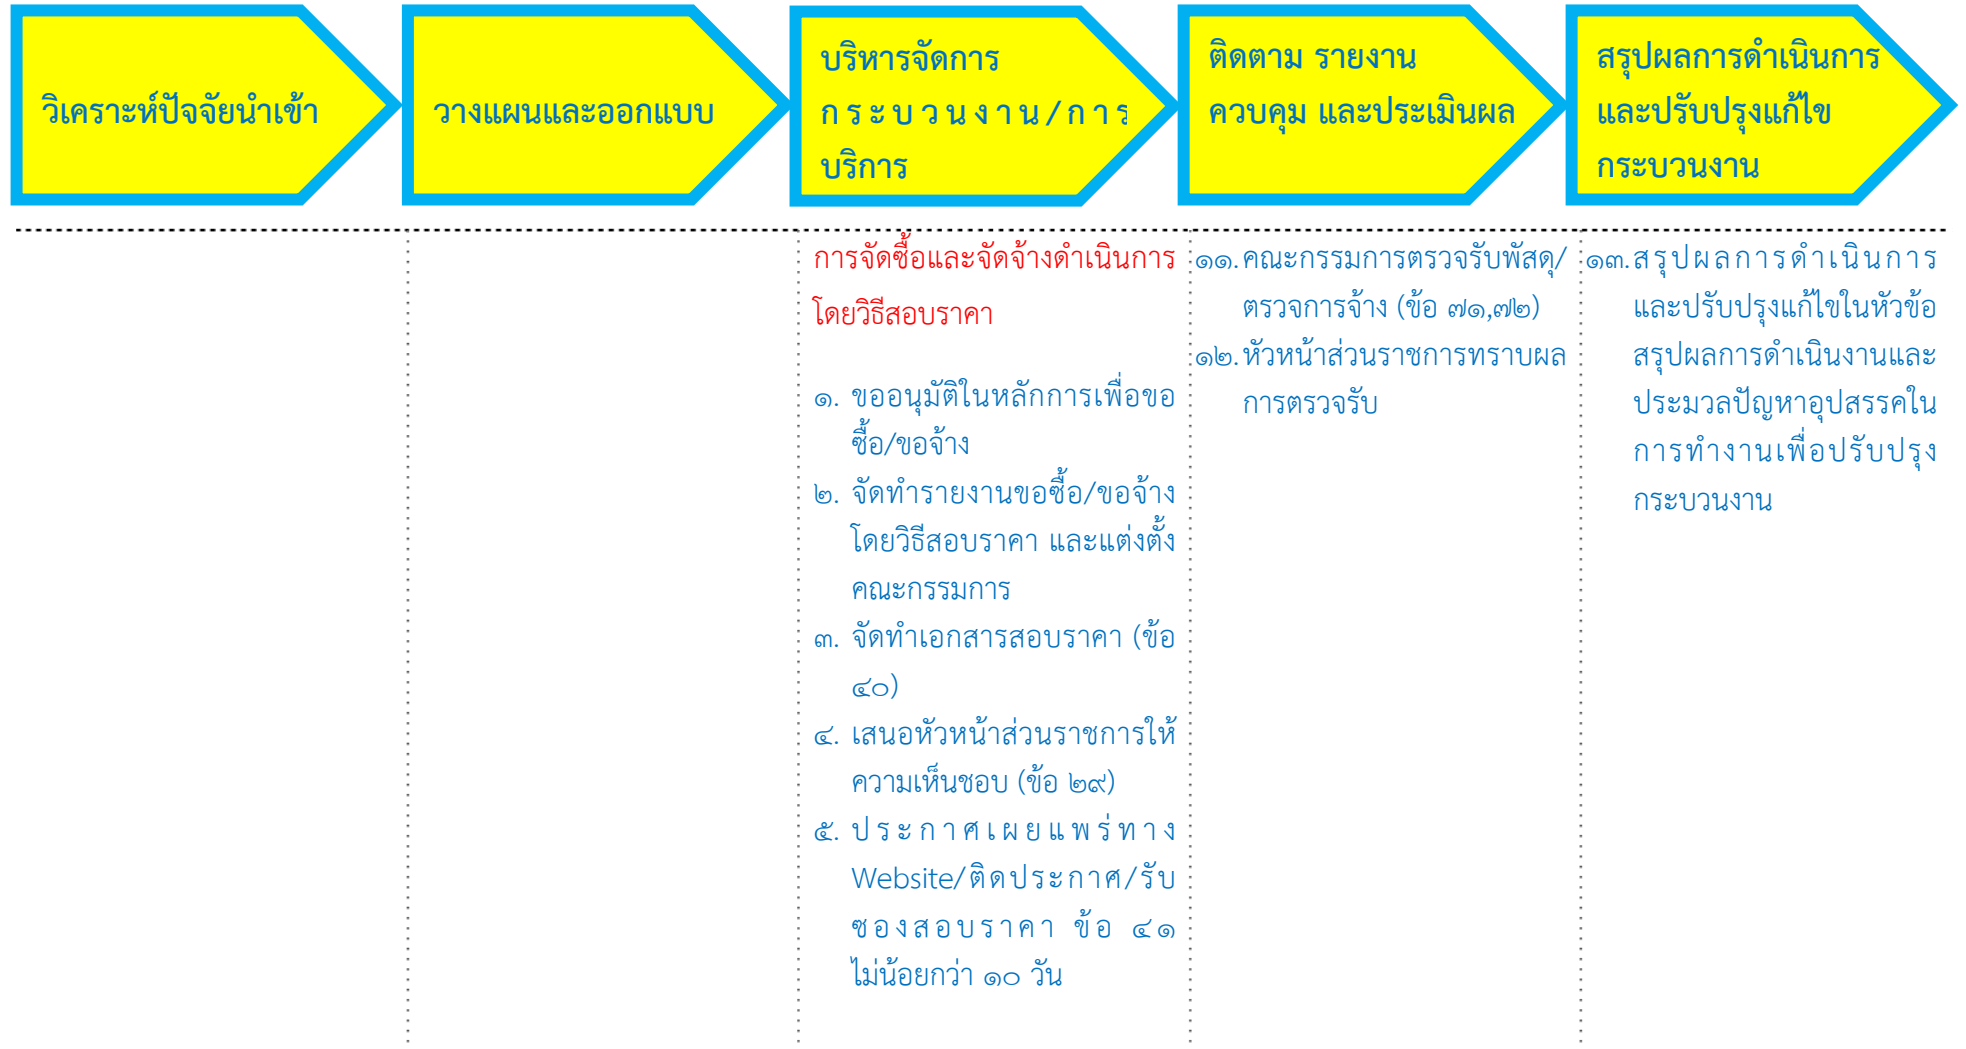 วิเคราะห์ปัจจัยนำเข้า
วางแผนและออกแบบ
บริหารจัดการ
กระบวนงาน/การ
บริการ
ติดตาม รายงาน
ควบคุม และประเมินผล
สรุปผลการดำเนินการ
และปรับปรุงแก้ไข
กระบวนงาน
การจัดซื้อและจัดจ้างดำเนินการ
โดยวิธีสอบราคา
๑. ขออนุมัติในหลักการเพื่อขอ
ซื้อ/ขอจ้าง
๒. จัดทำรายงานขอซื้อ/ขอจ้าง
โดยวิธีสอบราคา และแต่งตั้ง
คณะกรรมการ
๓. จัดทำเอกสารสอบราคา (ข้อ
๔๐)
๔. เสนอหัวหน้าส่วนราชการให้
ความเห็นชอบ (ข้อ ๒๙)
๕. ประกาศเผยแพร่ทาง
Website/ติดประกาศ/รับ
ซองสอบราคา ข้อ ๔๑
ไม่น้อยกว่า ๑๐ วัน
๑๑. คณะกรรมการตรวจรับพัสดุ/
ตรวจการจ้าง (ข้อ ๗๑,๗๒)
๑๒. หัวหน้าส่วนราชการทราบผล
การตรวจรับ
๑๓. สรุปผลการดำเนินการ
และปรับปรุงแก้ไขในหัวข้อ
สรุปผลการดำเนินงานและ
ประมวลปัญหาอุปสรรคใน
การทำงานเพื่อปรับปรุง
กระบวนงาน